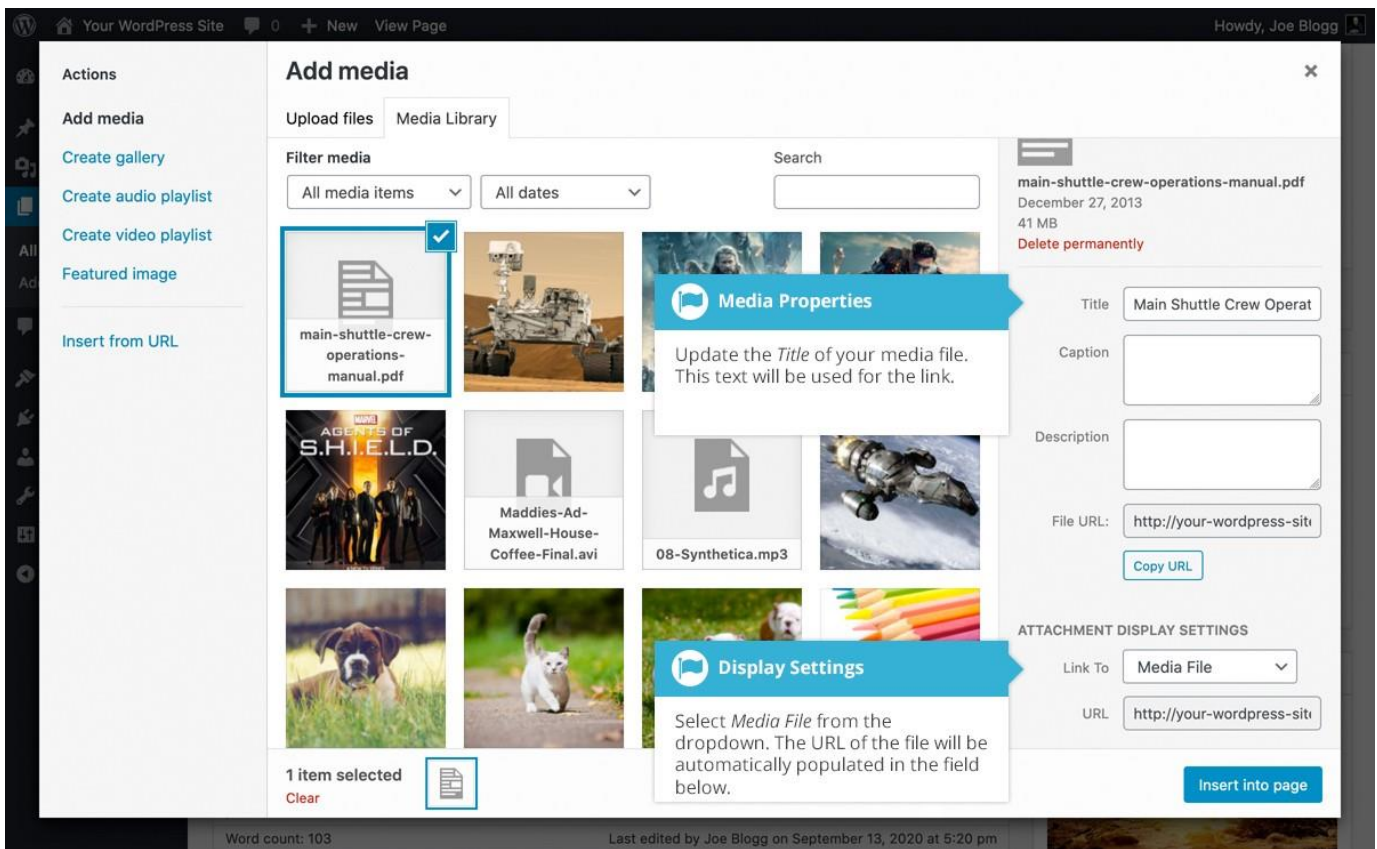 Your WordPress Site 0 + New View Page Howdy, Joe Blogg
Actions
Add media
Create gallery
Create audio playlist
Create video playlist
Featured image
Insert from URL
All
Add media
×
Upload files Media Library
Filter media Search
All media items All dates
main-shuttle-crew-
operations-
manual.pdf
MARVEL
AGENTS OF
S.H.I.E.L.D.
Maddies-Ad-
Maxwell-House-
Coffee-Final.avi
08-Synthetica.mp3
Media Properties
Update the Title of your media file.
This text will be used for the link.
Display Settings
Select Media File from the
dropdown. The URL of the file will be
automatically populated in the field
below.
main-shuttle-crew-operations-manual.pdf
December 27, 2013
41 MB
Delete permanently
Title Main Shuttle Crew Operat
Caption
Description
File URL: http://your-wordpress-site
Copy URL
ATTACHMENT DISPLAY SETTINGS
Link To Media File
URL http://your-wordpress-site
1 item selected
Clear
Insert into page
Word count: 103 Last edited by Joe Blogg on September 13, 2020 at 5:20 pm